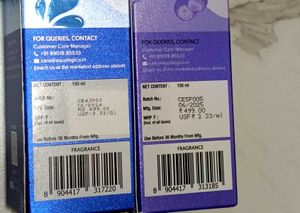 FOR QUERIES, CONTACT
Customer Care Manager
+91 89018 85533
(reach us at the marketed address above)
NET CONTENT : 150 ml
Batch No.:
Mfg. :
MRP ₹ :
(Incl. of all taxes)
Use Before 36 Months From Mfg.
FRAGRANCE
8 904417 317220
FOR QUERIES, CONTACT
Customer Care Manager
+91 89018 85533
(reach us at the marketed address above)
NET CONTENT : 150 ml
Batch No.: CESF005
Mfg. : 06/2025
MRP ₹ : ₹ 499.00
(Incl. of all taxes) USP ₹ 3.33/ml
Use Before 36 Months From Mfg.
FRAGRANCE
8 904417 313185